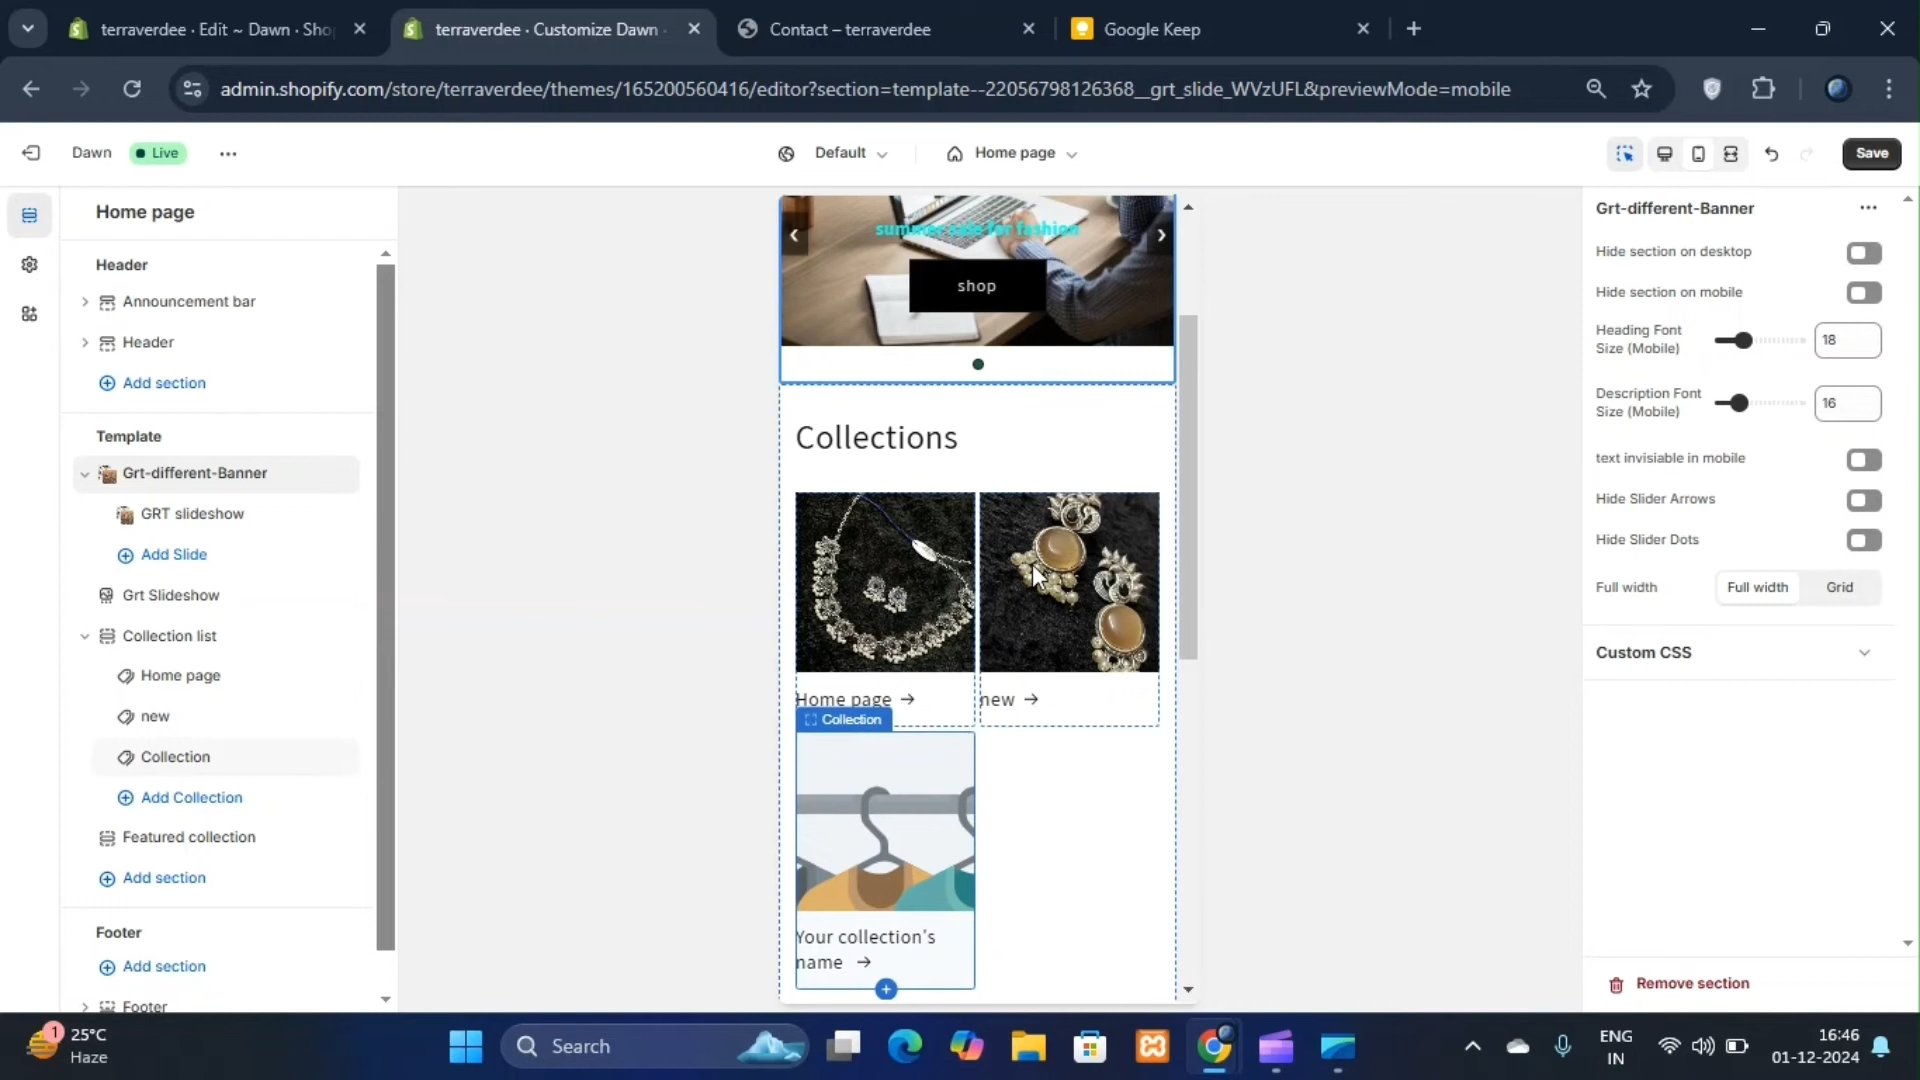 terraverdee · Edit ~ Dawn · Sho
terraverdee · Customize Dawn ·
Contact – terraverdee
Google Keep
admin.shopify.com/store/terraverdee/themes/165200560416/editor?section=template--22056798126368__grt_slide_WVzUFL&previewMode=mobile
Dawn
Live
Default
Home page
Save
Home page
Header
Announcement bar
Header
Add section
Template
Grt-different-Banner
GRT slideshow
Add Slide
Grt Slideshow
Collection list
Home page
new
Collection
Add Collection
Featured collection
Add section
Footer
Add section
Footer
summer sale for fashion
shop
Collections
Home page →
new →
Collection
Your collection's
name →
Grt-different-Banner
Hide section on desktop
Hide section on mobile
Heading Font
Size (Mobile)
18
Description Font
Size (Mobile)
16
text invisiable in mobile
Hide Slider Arrows
Hide Slider Dots
Full width
Full width
Grid
Custom CSS
Remove section
1
25°C
Haze
Search
ENG
IN
16:46
01-12-2024